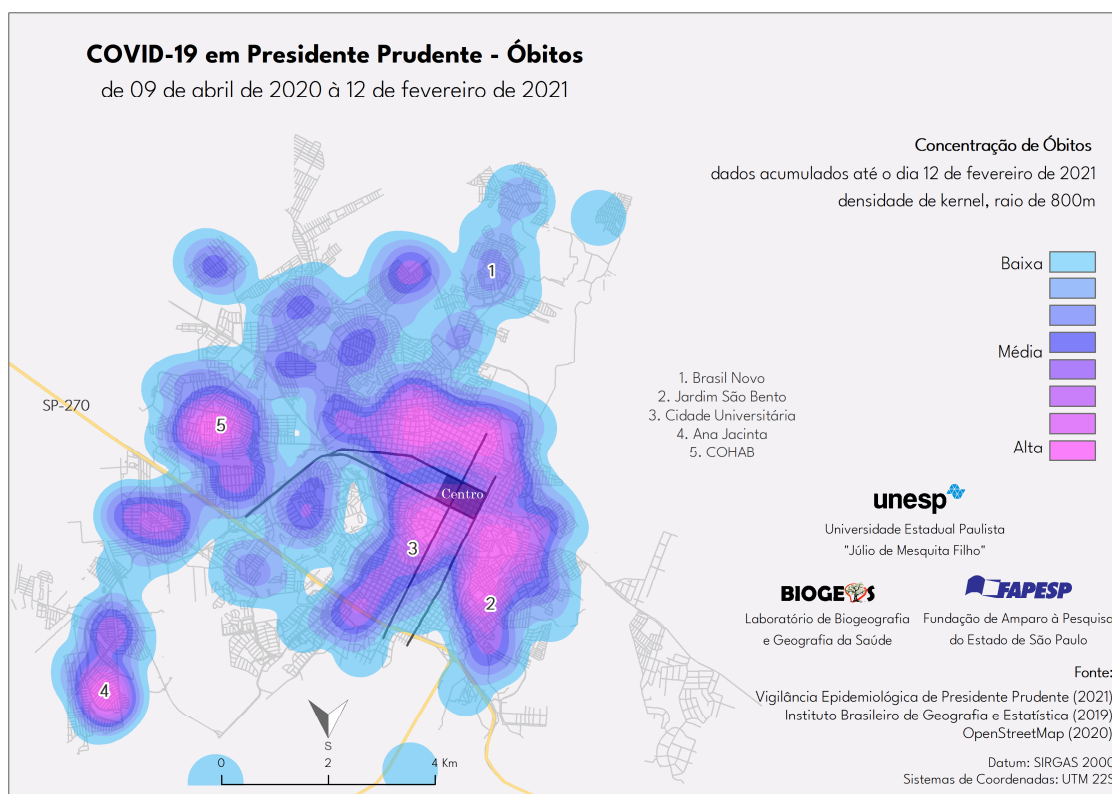 COVID-19 em Presidente Prudente - Óbitos
de 09 de abril de 2020 à 12 de fevereiro de 2021
Concentração de Óbitos
dados acumulados até o dia 12 de fevereiro de 2021
densidade de kernel, raio de 800m
Baixa
Média
Alta
1. Brasil Novo
2. Jardim São Bento
3. Cidade Universitária
4. Ana Jacinta
5. COHAB
SP-270
1
5
Centro
3
2
4
unesp
Universidade Estadual Paulista
"Júlio de Mesquita Filho"
BIOGEOS
Laboratório de Biogeografia
e Geografia da Saúde
FAPESP
Fundação de Amparo à Pesquisa
do Estado de São Paulo
Fonte:
Vigilância Epidemiológica de Presidente Prudente (2021)
Instituto Brasileiro de Geografia e Estatística (2019)
OpenStreetMap (2020)
Datum: SIRGAS 2000
Sistemas de Coordenadas: UTM 22S
S
0 2 4 Km